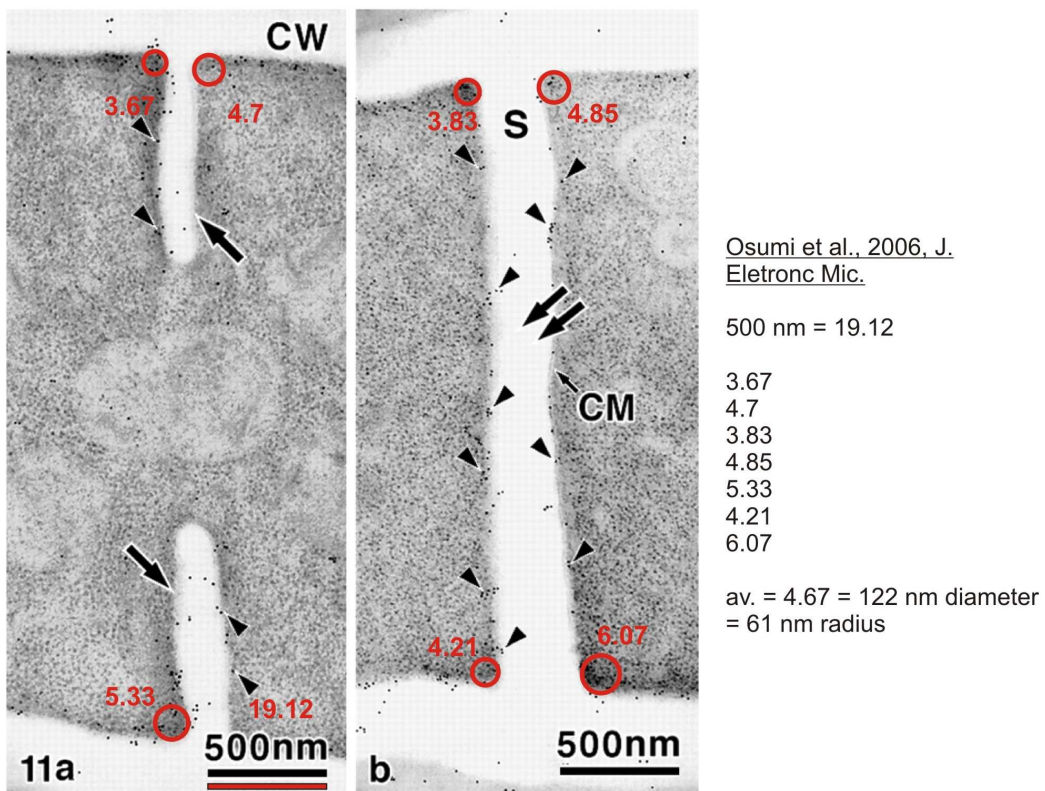 CW
3.67
4.7
5.33
19.12
500nm
11a
3.83
4.85
S
CM
4.21
6.07
500nm
b
Osumi et al., 2006, J.
Eletronc Mic.
500 nm = 19.12
3.67
4.7
3.83
4.85
5.33
4.21
6.07
av. = 4.67 = 122 nm diameter
= 61 nm radius